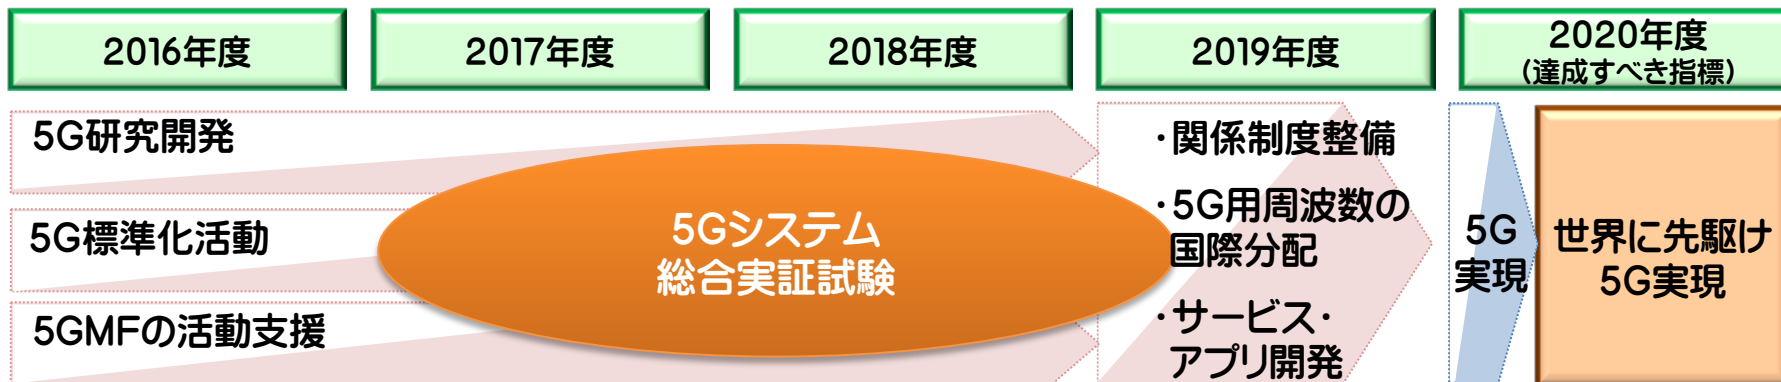 2016年度
2017年度
2018年度
2019年度
2020年度
(達成すべき指標)
5G研究開発
5G標準化活動
5GMFの活動支援
5Gシステム
総合実証試験
・関係制度整備
・5G用周波数の
国際分配
・サービス・
アプリ開発
5G
実現
世界に先駆け
5G実現